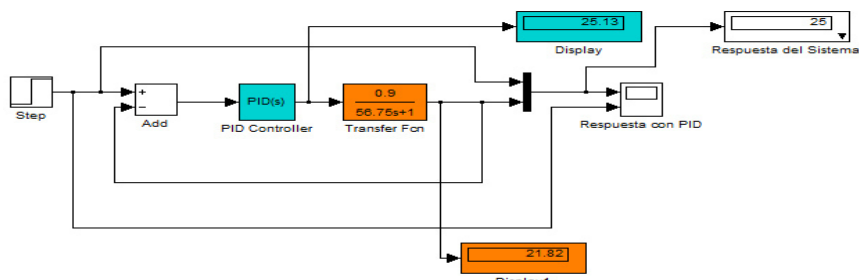 25.13
Display
25
Respuesta del Sistema
Step
+
−
Add
PID(s)
PID Controller
0.9
56.75s+1
Transfer Fcn
Respuesta con PID
21.82
Display1